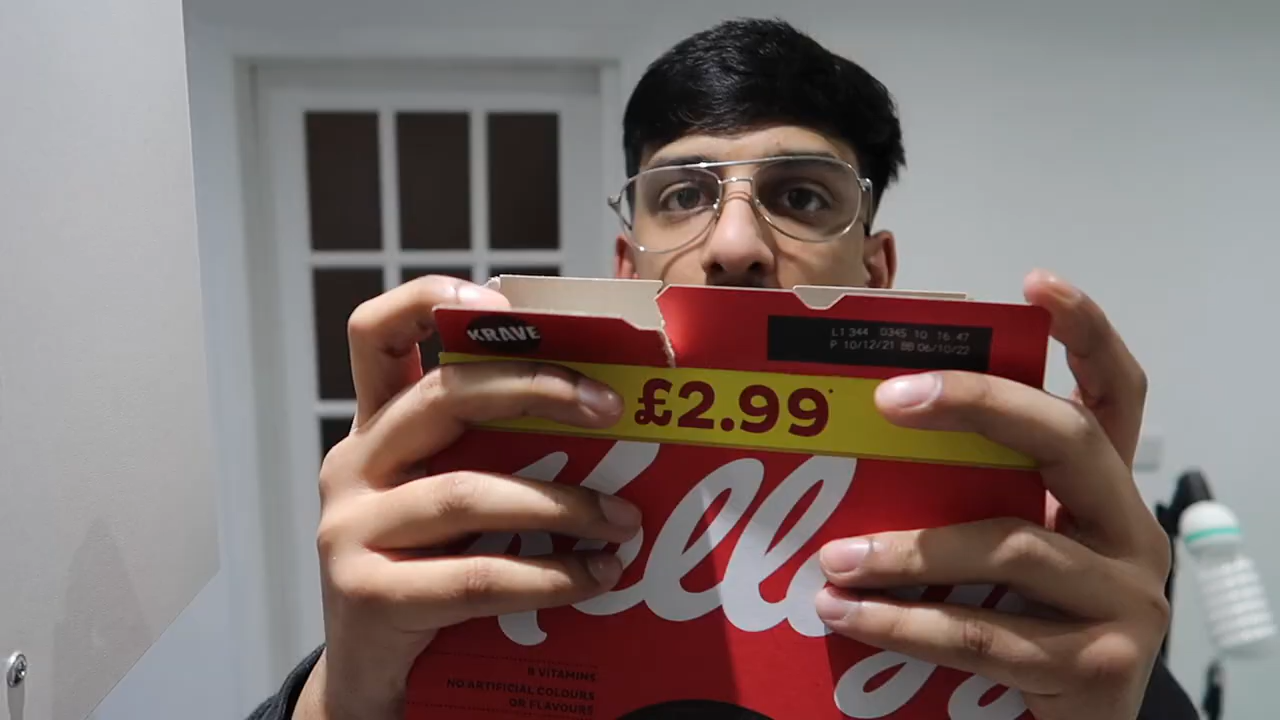 KRAVE
L1 344 0345 10 16 47
P 10/12/21 BB 06/10/22
£2.99*
Kellogg's
8 VITAMINS
NO ARTIFICIAL COLOURS
OR FLAVOURS